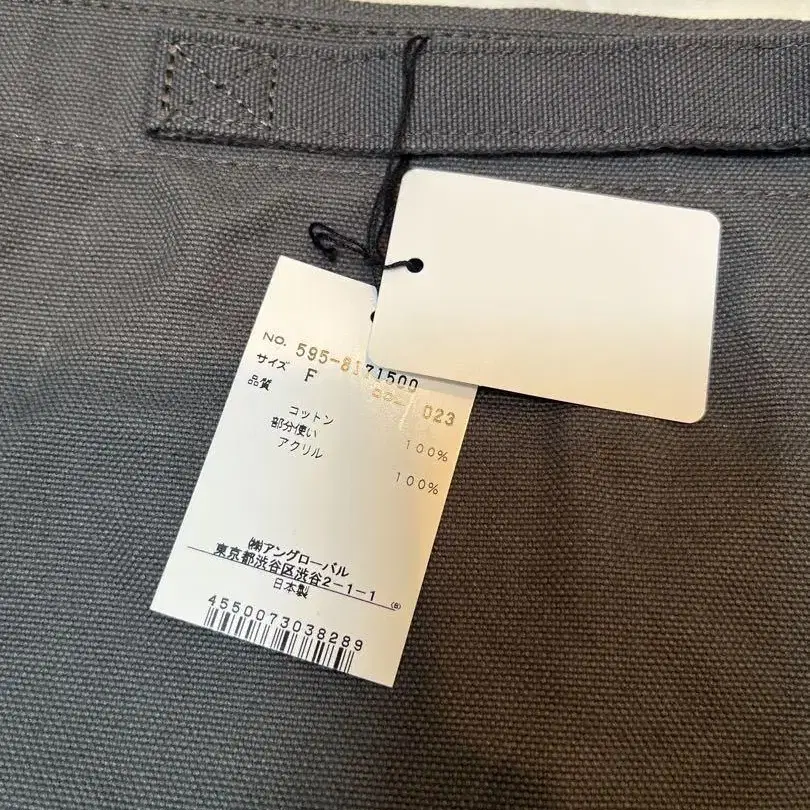 NO. 595-8171500
サイズ F
COL/ 023
品質
コットン 100%
部分使い
アクリル 100%
㈱アングローバル
東京都渋谷区渋谷2-1-1
日本製
4550073038289